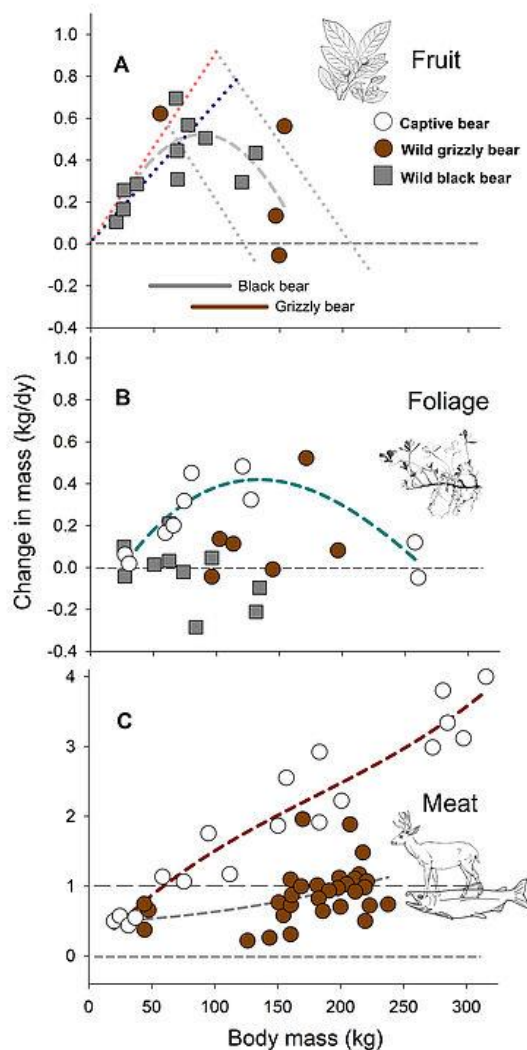 A
Fruit
Captive bear
Wild grizzly bear
Wild black bear
1.0
0.8
0.6
0.4
0.2
0.0
-0.2
-0.4
Black bear
Grizzly bear
B
Foliage
1.0
0.8
0.6
0.4
0.2
0.0
-0.2
-0.4
Change in mass (kg/dy)
C
Meat
4
3
2
1
0
0 50 100 150 200 250 300
Body mass (kg)